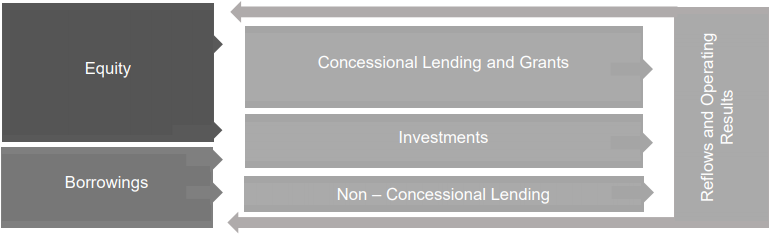 Equity
Concessional Lending and Grants
Investments
Borrowings
Non – Concessional Lending
Reflows and Operating
Results